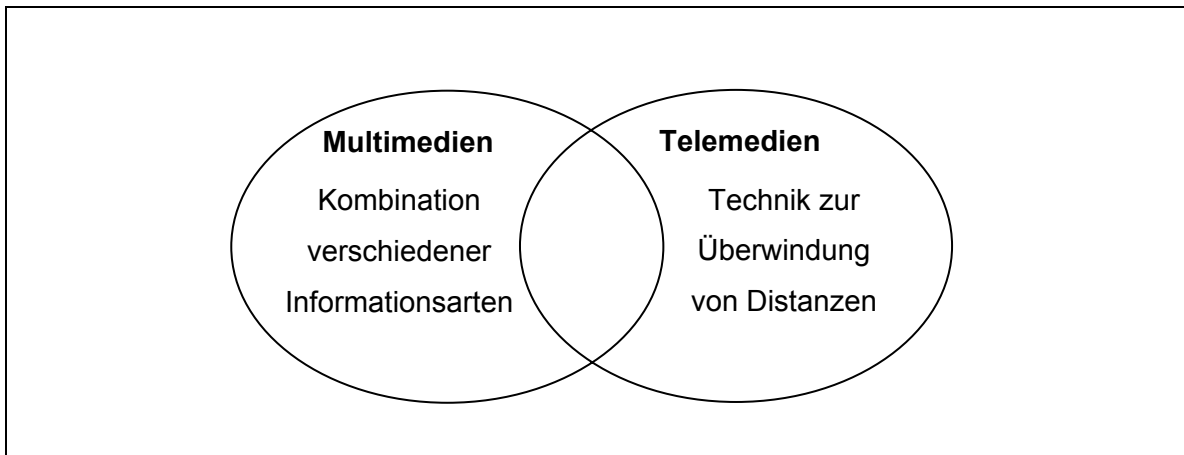 Multimedien
Kombination
verschiedener
Informationsarten
Telemedien
Technik zur
Überwindung
von Distanzen